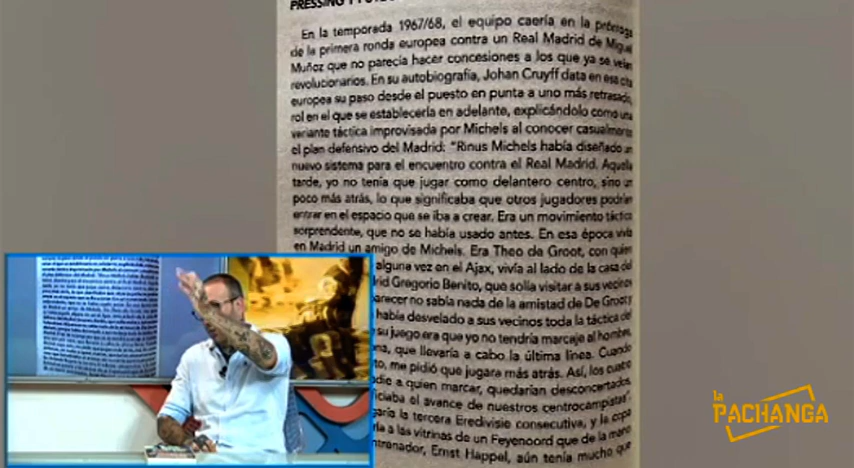 PRESSING Y
En la temporada 1967/68, el equipo caería en la prórroga
de la primera ronda europea contra un Real Madrid de Miguel
Muñoz que no parecía hacer concesiones a los que ya se veían
revolucionarios. En su autobiografía, Johan Cruyff data en esa cita
europea su paso desde el puesto en punta a uno más retrasado,
rol en el que se establecería en adelante, explicándolo como una
variante táctica improvisada por Michels al conocer casualmente
el plan defensivo del Madrid: "Rinus Michels había diseñado un
nuevo sistema para el encuentro contra el Real Madrid. Aquella
tarde, yo no tenía que jugar como delantero centro, sino un
poco más atrás, lo que significaba que otros jugadores podrían
entrar en el espacio que se iba a crear. Era un movimiento táctico
sorprendente, que no se había usado antes. En esa época vivía
en Madrid un amigo de Michels. Era Theo de Groot, con quien
alguna vez en el Ajax, vivía al lado de la casa del
rid Gregorio Benito, que solía visitar a sus vecinos
parecer no sabía nada de la amistad de De Groot y
había desvelado a sus vecinos toda la táctica del
su juego era que yo no tendría marcaje al hombre,
na, que llevaría a cabo la última línea. Cuando
to, me pidió que jugara más atrás. Así, los cuatro
adie a quien marcar, quedarían desconcertados,
iciaba el avance de nuestros centrocampistas".
garía la tercera Eredivisie consecutiva, y la copa
ría a las vitrinas de un Feyenoord que de la mano
ntrenador, Ernst Happel, aún tenía mucho que
la
PACHANGA